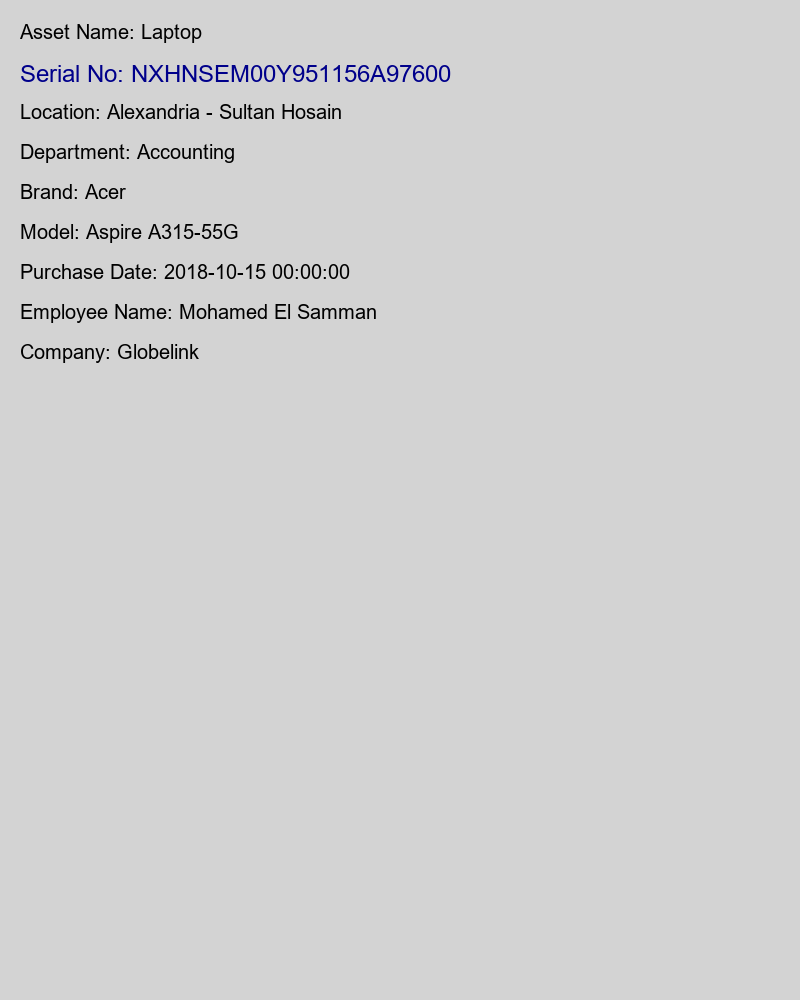 Asset Name: Laptop
Serial No: NXHNSEM00Y951156A97600
Location: Alexandria - Sultan Hosain
Department: Accounting
Brand: Acer
Model: Aspire A315-55G
Purchase Date: 2018-10-15 00:00:00
Employee Name: Mohamed El Samman
Company: Globelink